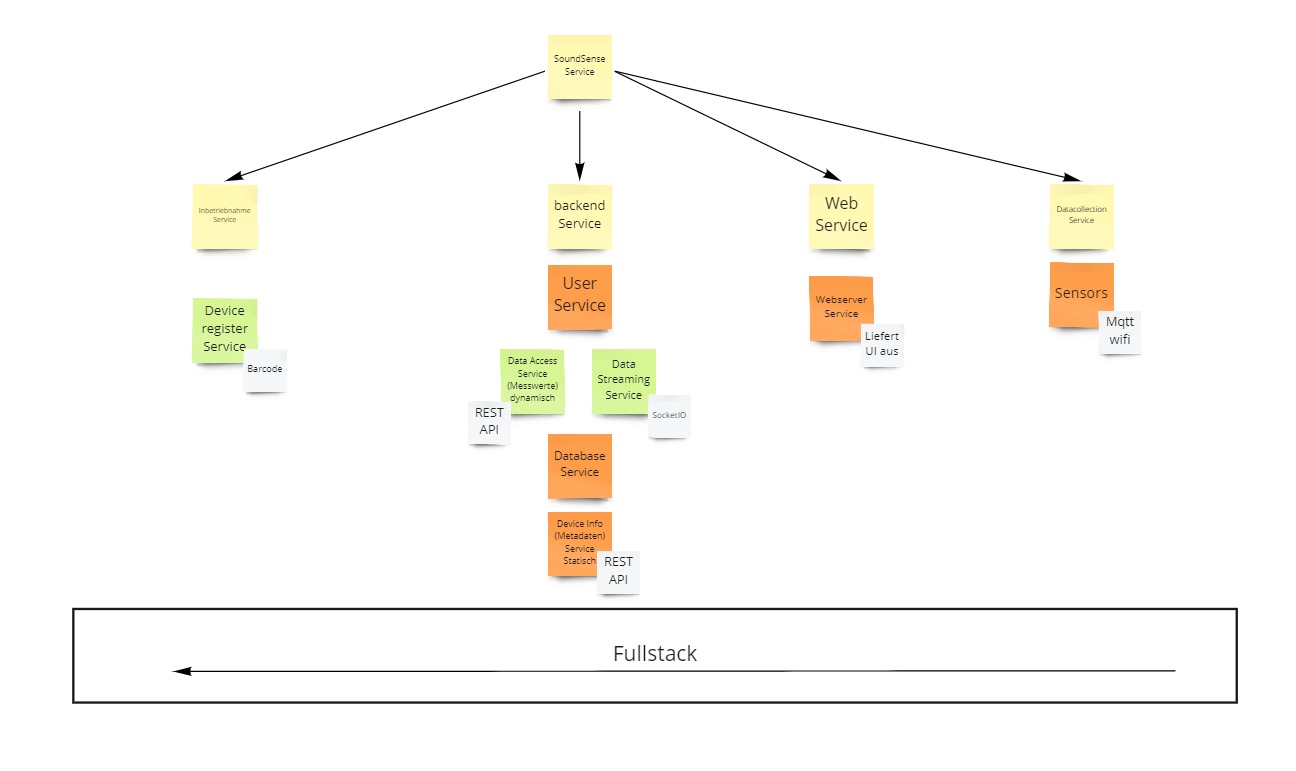 SoundSense
Service
Inbetriebnahme
Service
backend
Service
Web
Service
Datacollection
Service
Device
register
Service
Barcode
User
Service
Data Access
Service
(Messwerte)
dynamisch
REST
API
Data
Streaming
Service
SocketIO
Database
Service
Device Info
(Metadaten)
Service
Statisch
REST
API
Webserver
Service
Liefert
UI aus
Sensors
Mqtt
wifi
Fullstack